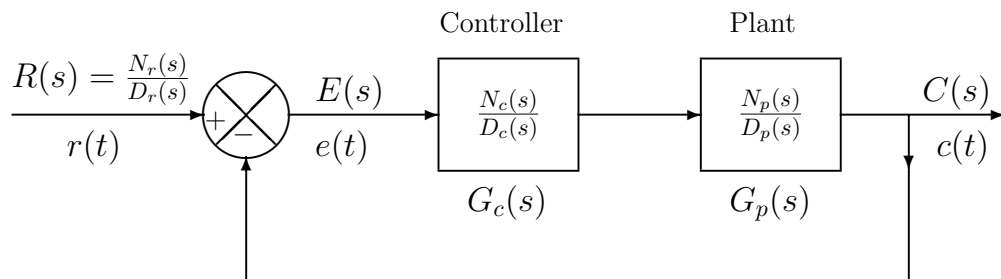 Controller
Plant
R(s) = N_r(s)/D_r(s)
E(s)
N_c(s)/D_c(s)
N_p(s)/D_p(s)
C(s)
+
−
r(t)
e(t)
c(t)
G_c(s)
G_p(s)